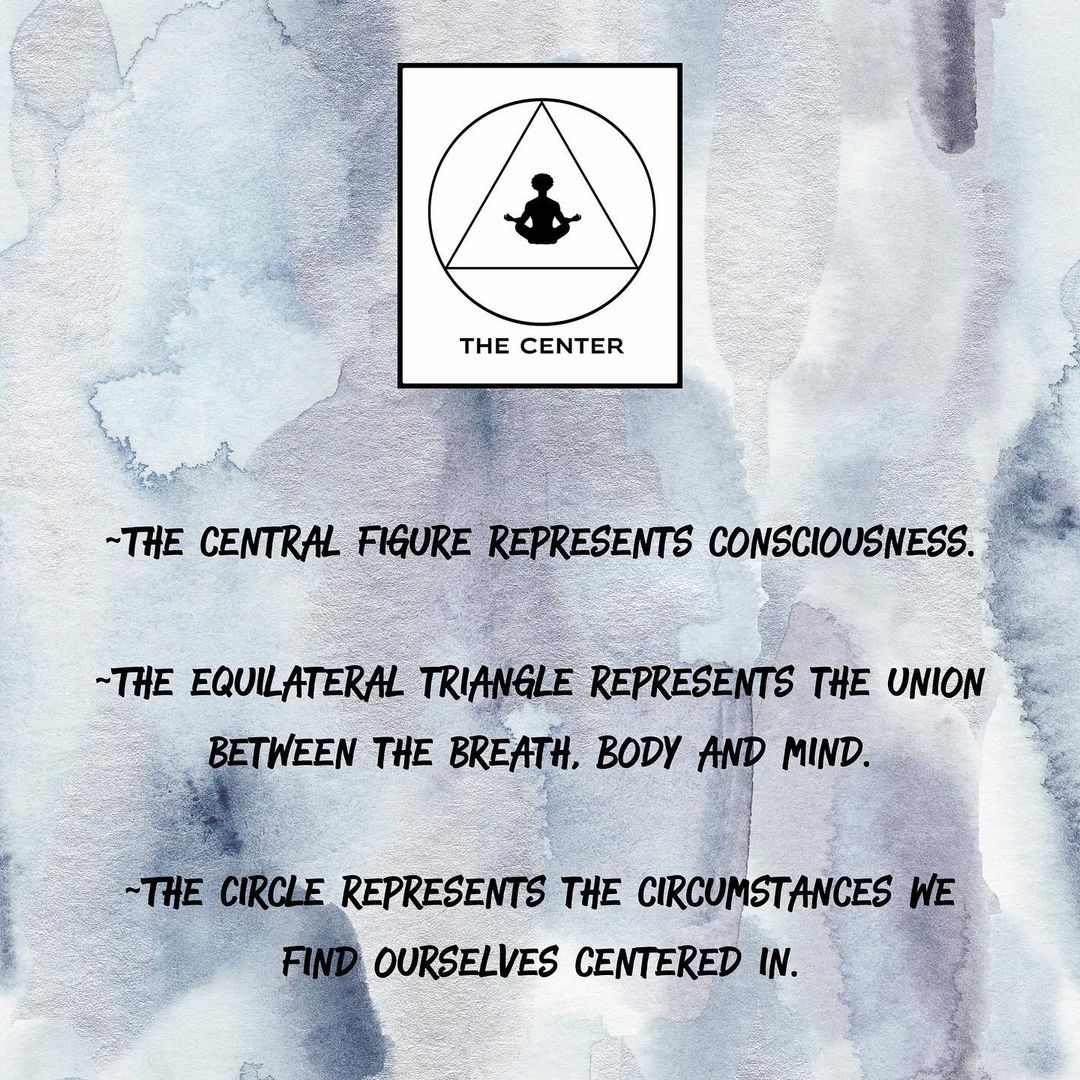 THE CENTER
~THE CENTRAL FIGURE REPRESENTS CONSCIOUSNESS.
~THE EQUILATERAL TRIANGLE REPRESENTS THE UNION
BETWEEN THE BREATH, BODY AND MIND.
~THE CIRCLE REPRESENTS THE CIRCUMSTANCES WE
FIND OURSELVES CENTERED IN.